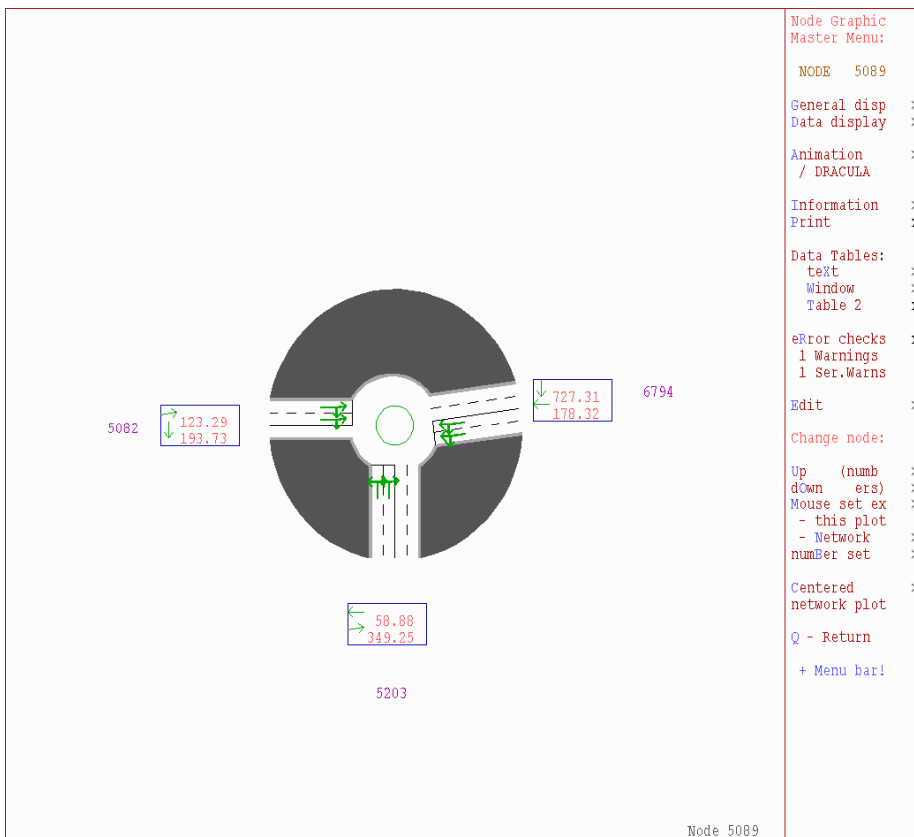 Node Graphic
Master Menu:
NODE 5089
General disp >
Data display >
Animation >
/ DRACULA
Information >
Print
Data Tables:
teXt >
Window >
Table 2
eRror checks
1 Warnings
1 Ser.Warns
Edit >
Change node:
Up (numb >
dOwn ers) >
Mouse set ex >
- this plot
- Network >
numBer set >
Centered >
network plot
Q - Return
+ Menu bar!
5082
123.29
193.73
727.31
178.32
6794
58.88
349.25
5203
Node 5089